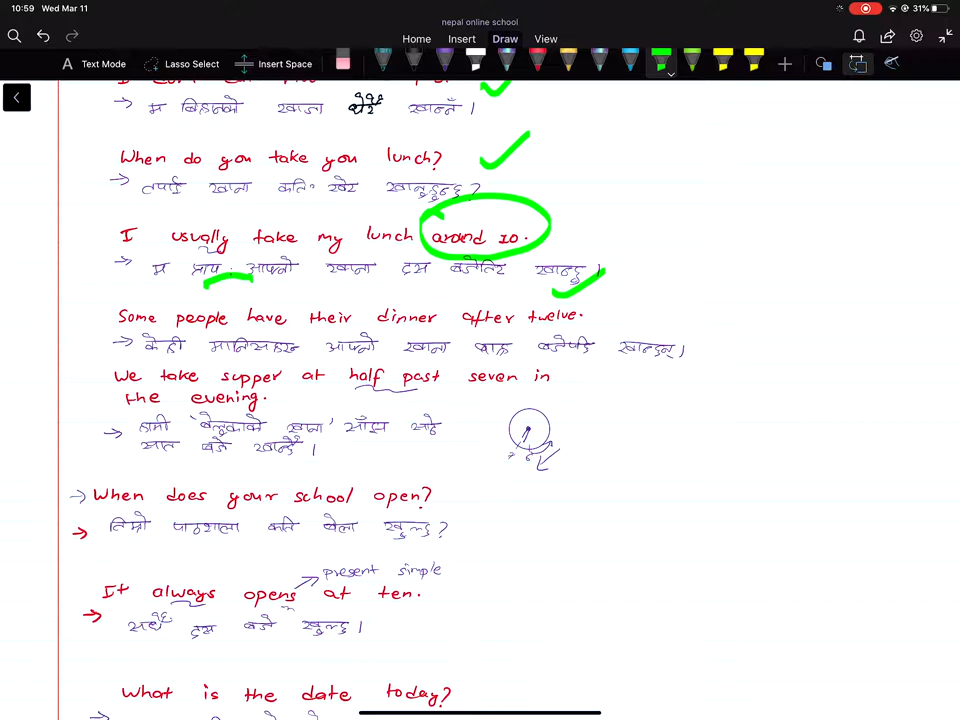 10:59 Wed Mar 11
31%
nepal online school
Home Insert Draw View
Text Mode Lasso Select Insert Space
→ म बिहानको खाजा खान्नँ ।
When do you take you lunch?
→ तपाई खाना कति खेर खानुहुन्छ?
I usually take my lunch around 10.
→ म प्राय: आफ्नो खाना दस बजेतिर खान्छु ।
Some people have their dinner after twelve.
→ केही मानिसहरू आफ्नो खाना बाह्र बजेपछि खान्छन् ।
We take supper at half past seven in
the evening.
→ हामी 'बेलुकाको खाना' साँझ साढे
सात बजे खान्छौं ।
→ When does your school open?
→ तिम्रो पाठशाला कति बेला खुल्छ?
→ present simple
It always opens at ten.
→ सधैं दस बजे खुल्छ ।
What is the date today?